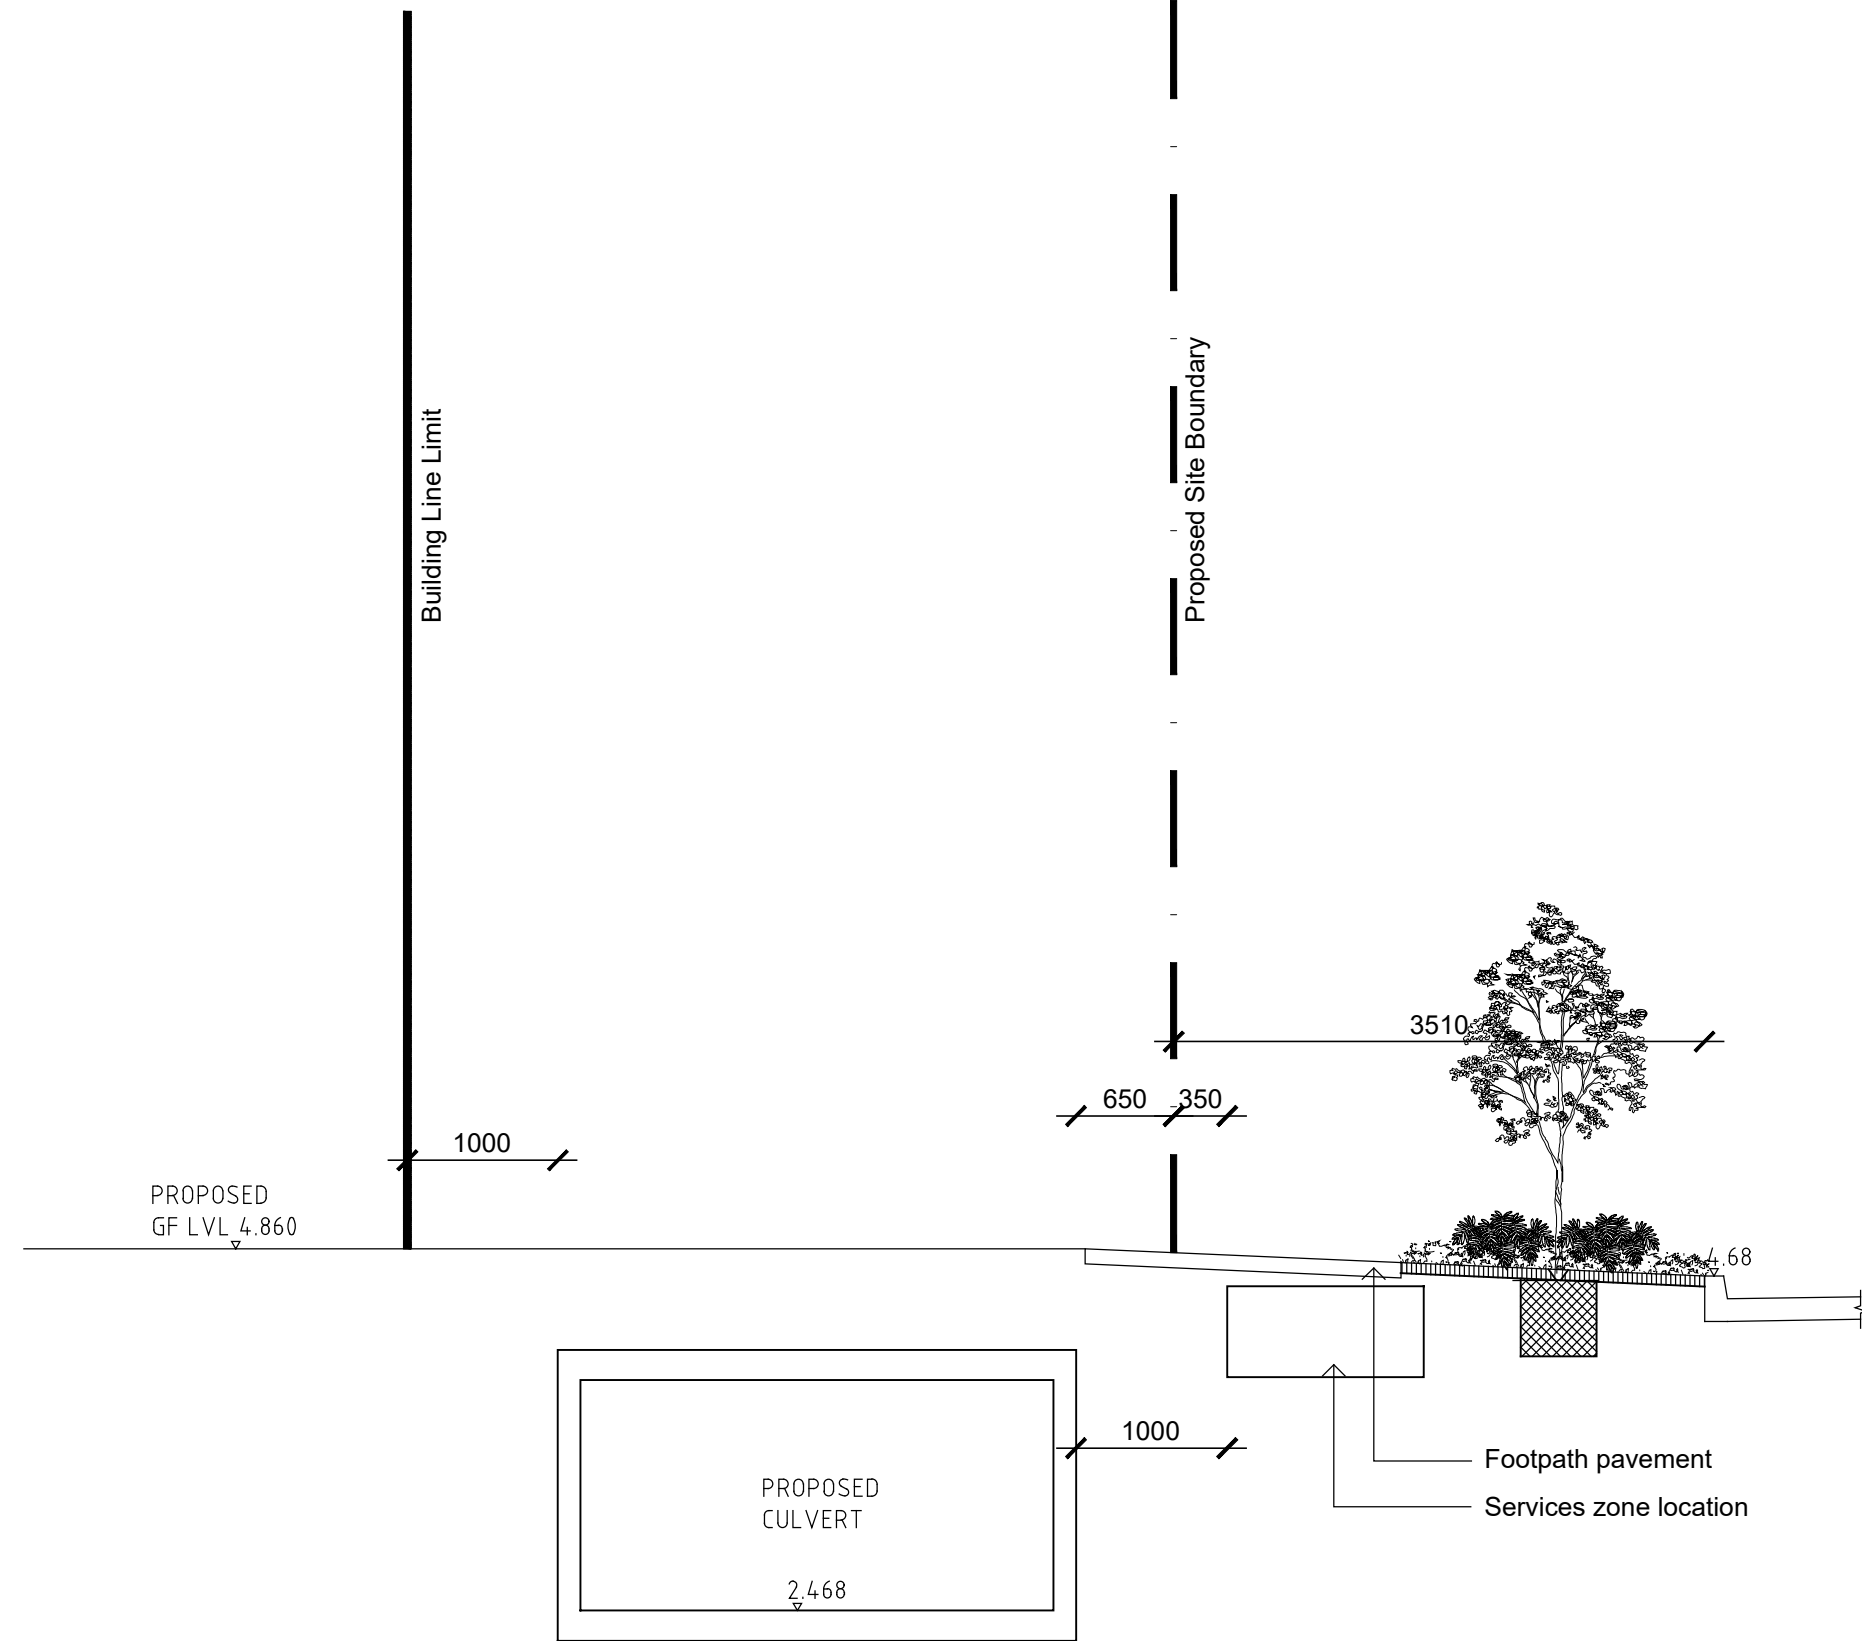 Building Line Limit
Proposed Site Boundary
3510
650
350
1000
PROPOSED
GF LVL 4.860
4.68
1000
Footpath pavement
PROPOSED
CULVERT
Services zone location
2.468